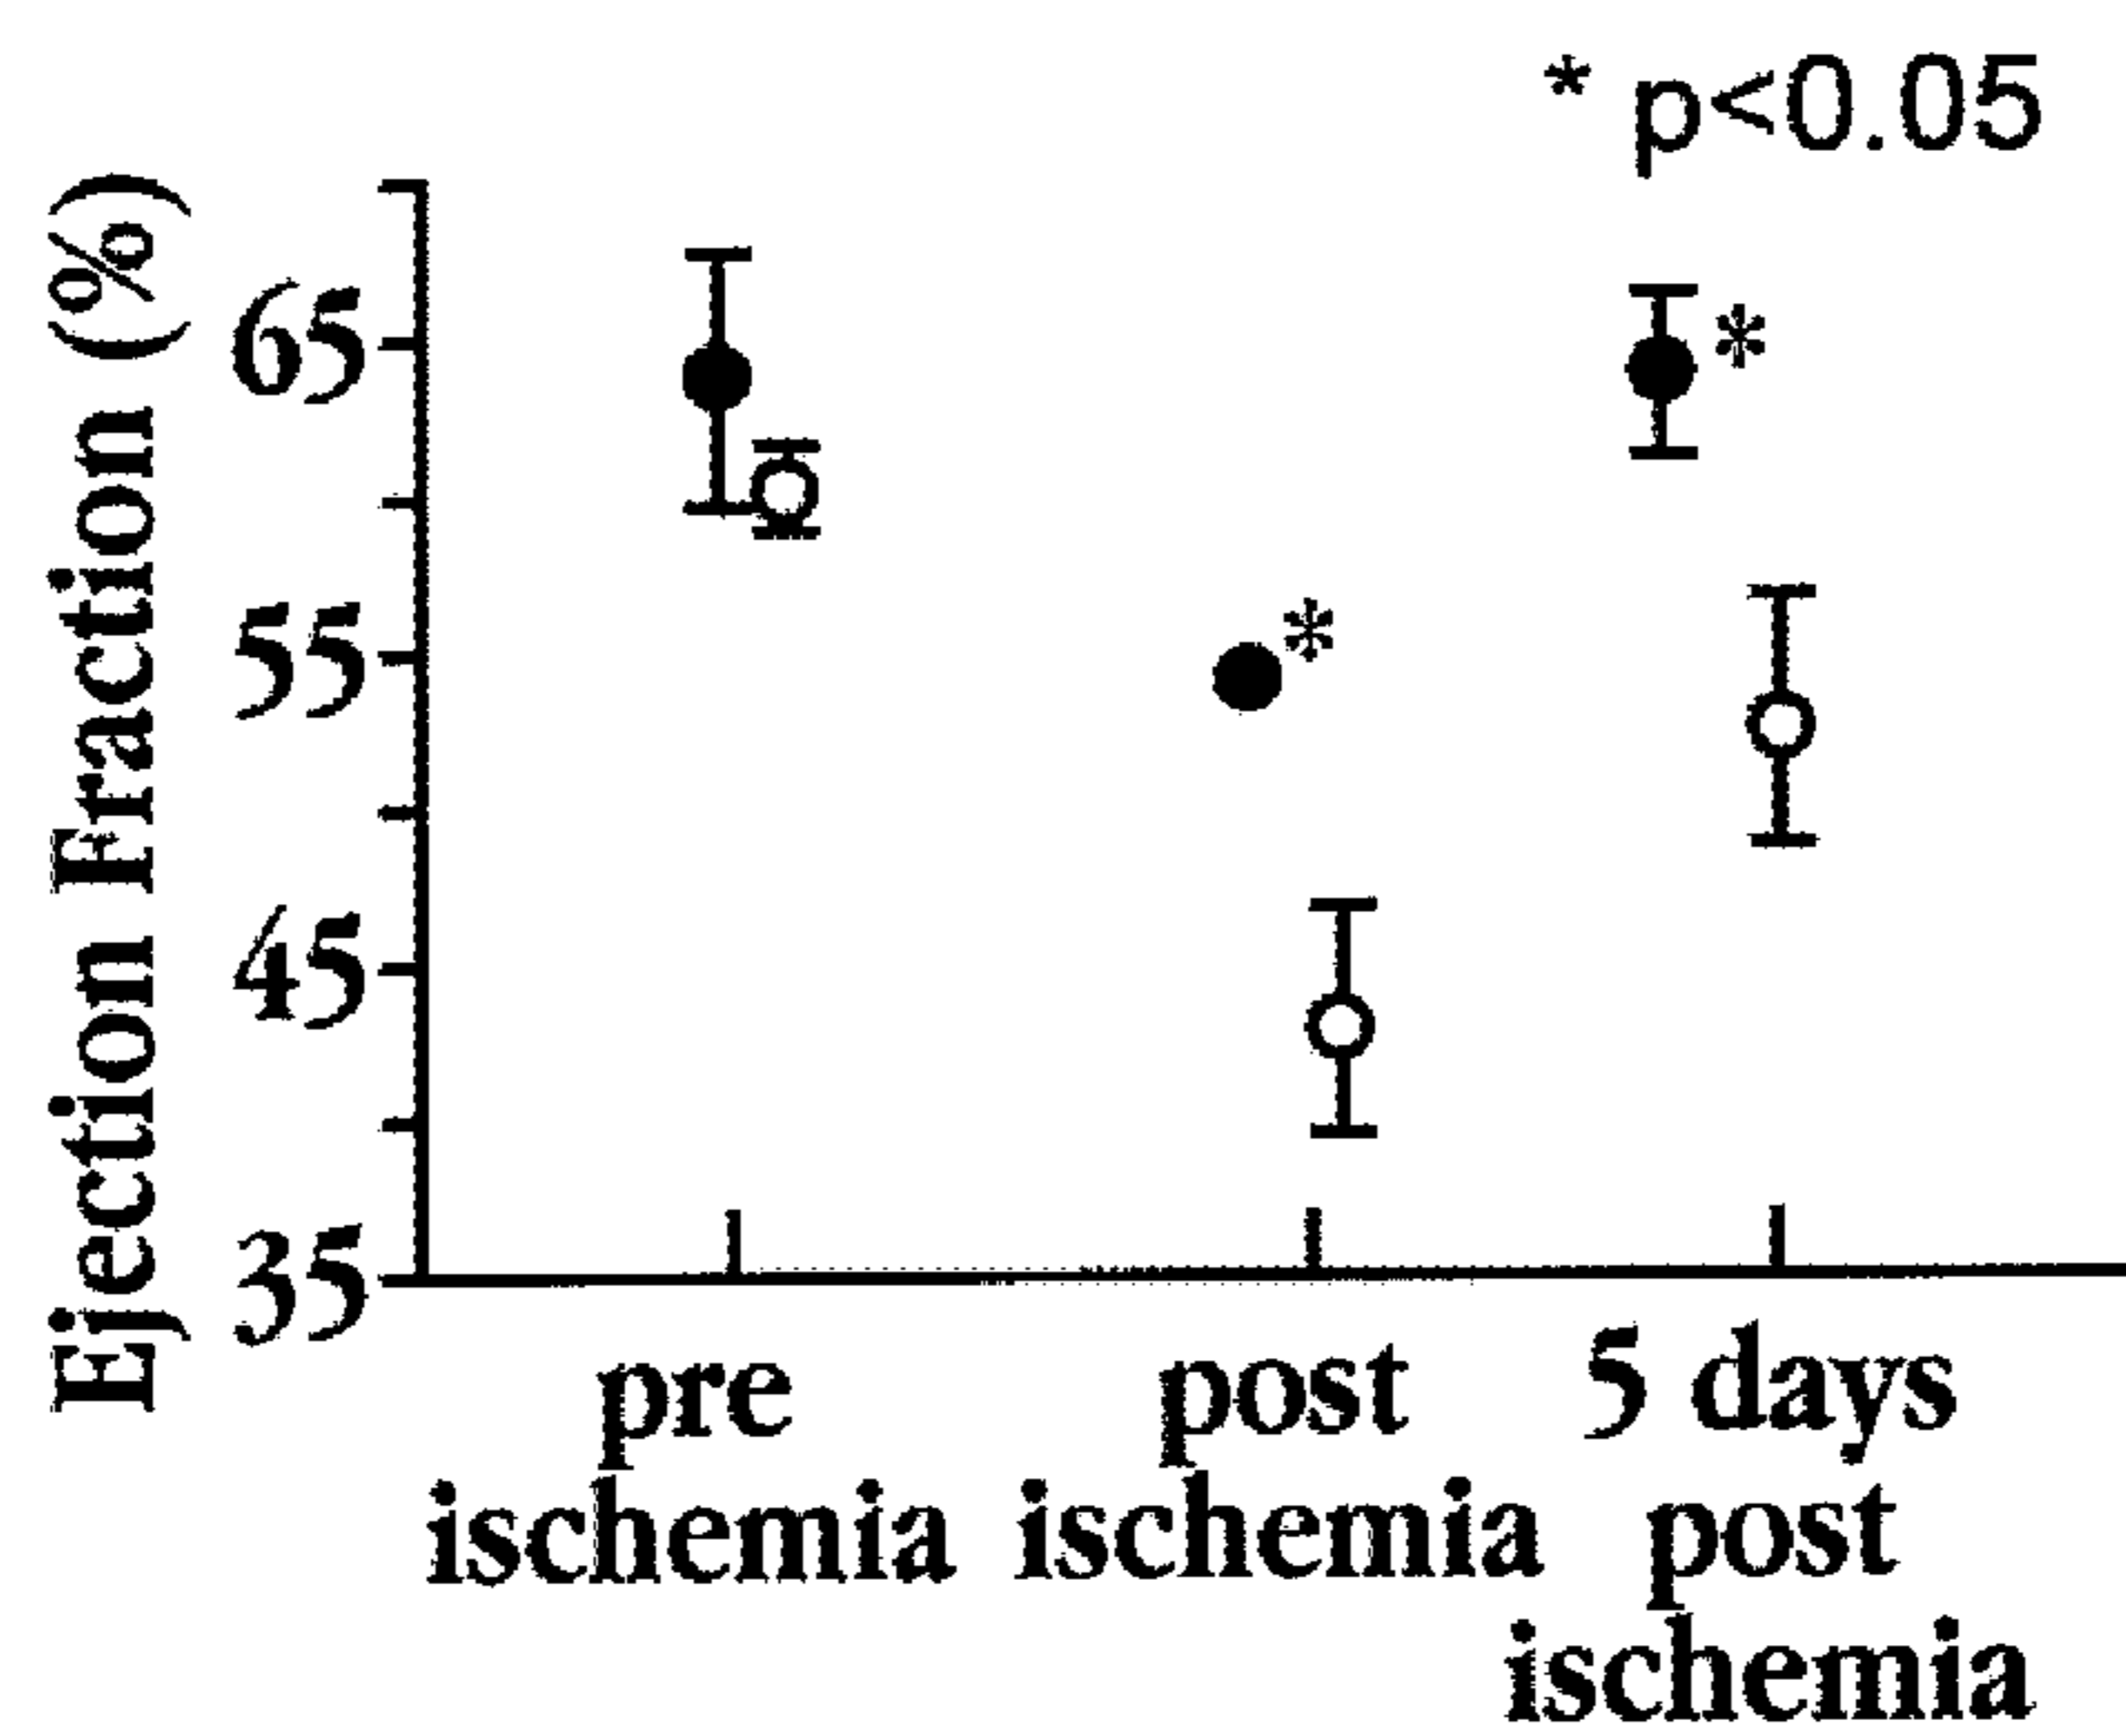 * p<0.05
Ejection Fraction (%)
65
*
55
*
45
35
pre
ischemia
post
ischemia
5 days
post
ischemia